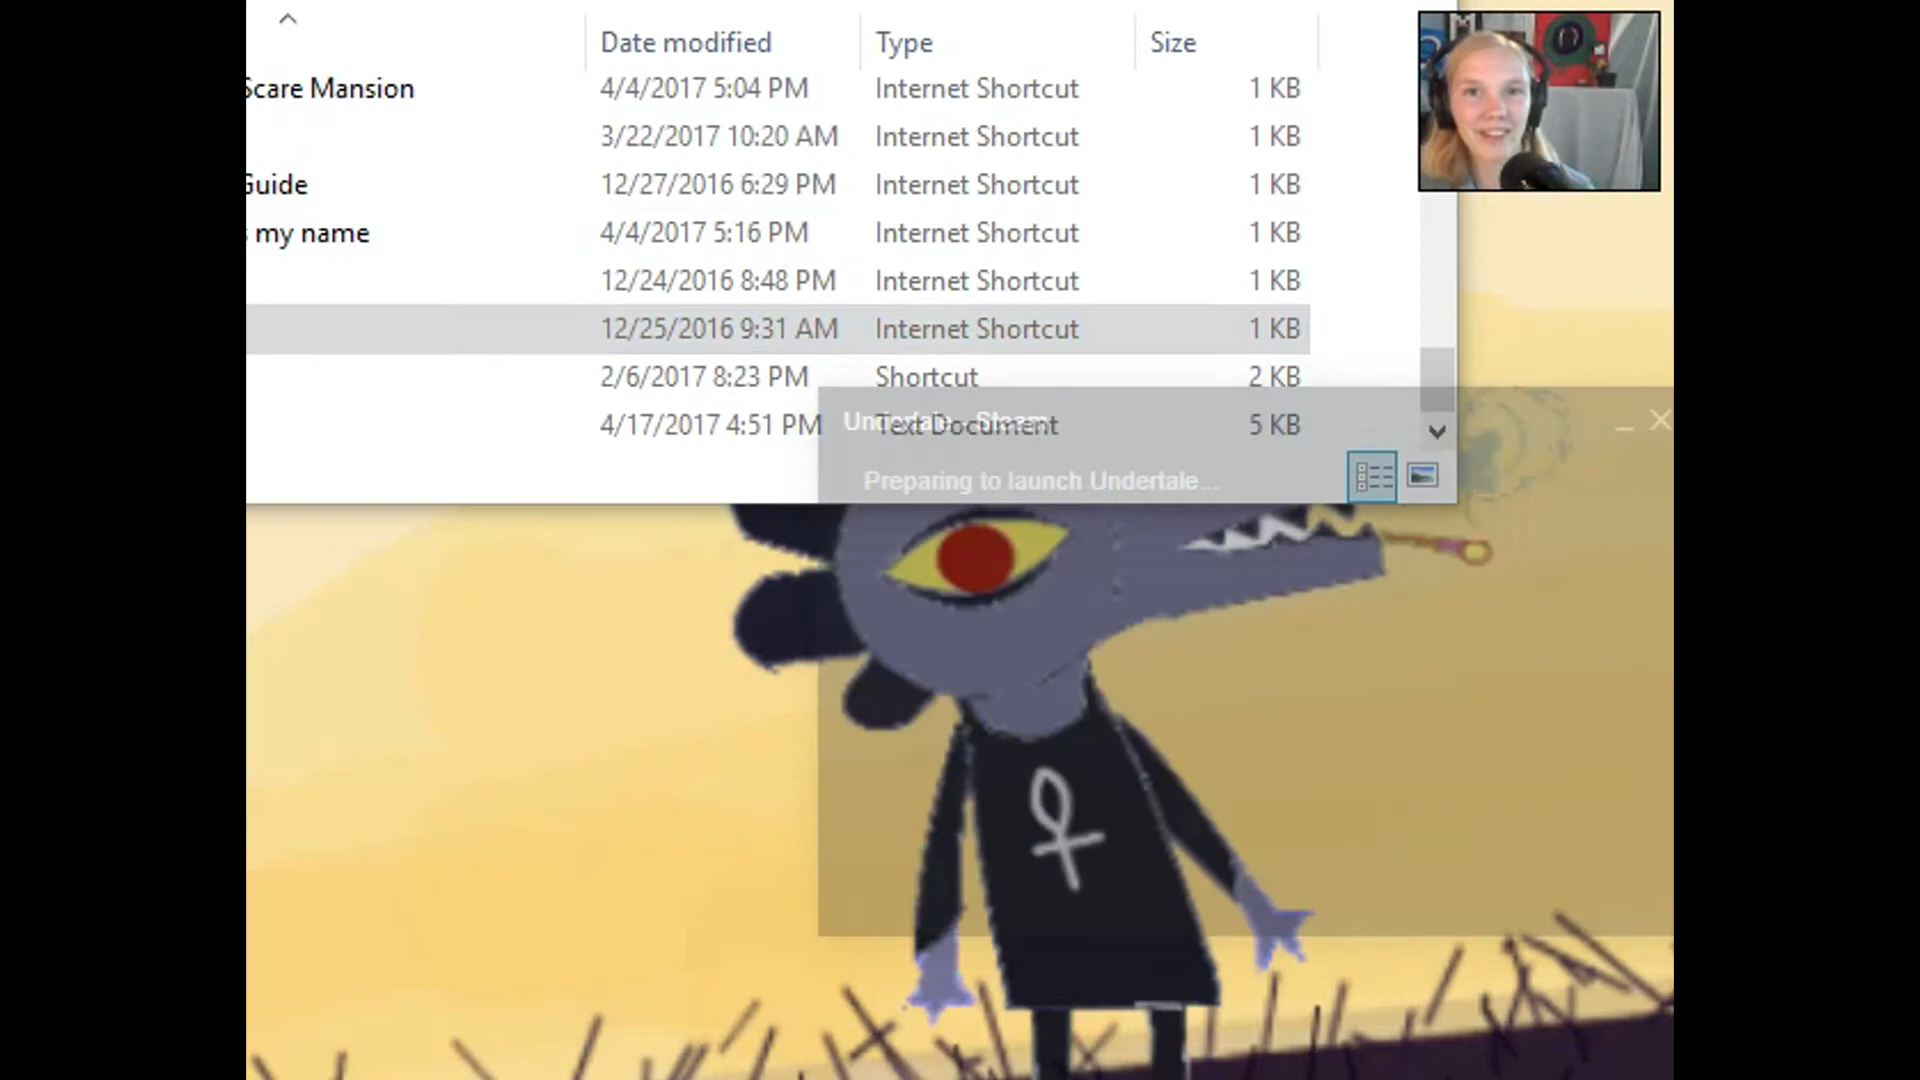 Date modified Type Size
Scare Mansion 4/4/2017 5:04 PM Internet Shortcut 1 KB
3/22/2017 10:20 AM Internet Shortcut 1 KB
Guide 12/27/2016 6:29 PM Internet Shortcut 1 KB
my name 4/4/2017 5:16 PM Internet Shortcut 1 KB
12/24/2016 8:48 PM Internet Shortcut 1 KB
12/25/2016 9:31 AM Internet Shortcut 1 KB
2/6/2017 8:23 PM Shortcut 2 KB
4/17/2017 4:51 PM Text Document 5 KB
Undertale - Steam
Preparing to launch Undertale...